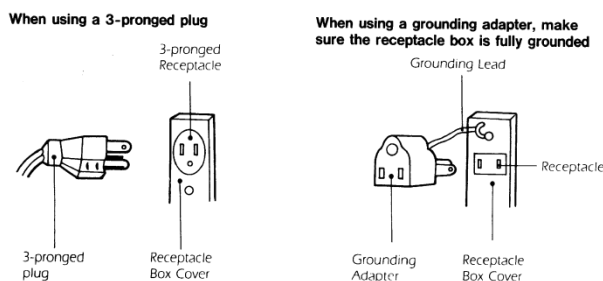 When using a 3-pronged plug
3-pronged
Receptacle
3-pronged
plug
Receptacle
Box Cover
When using a grounding adapter, make
sure the receptacle box is fully grounded
Grounding Lead
Receptacle
Grounding
Adapter
Receptacle
Box Cover